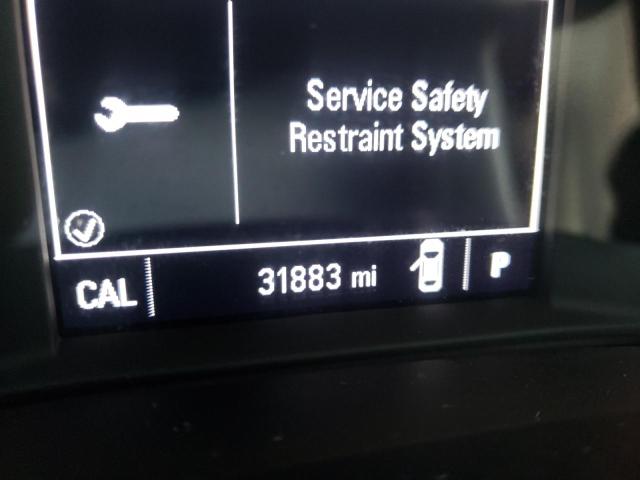 Service Safety
Restraint System
CAL 31883 mi P